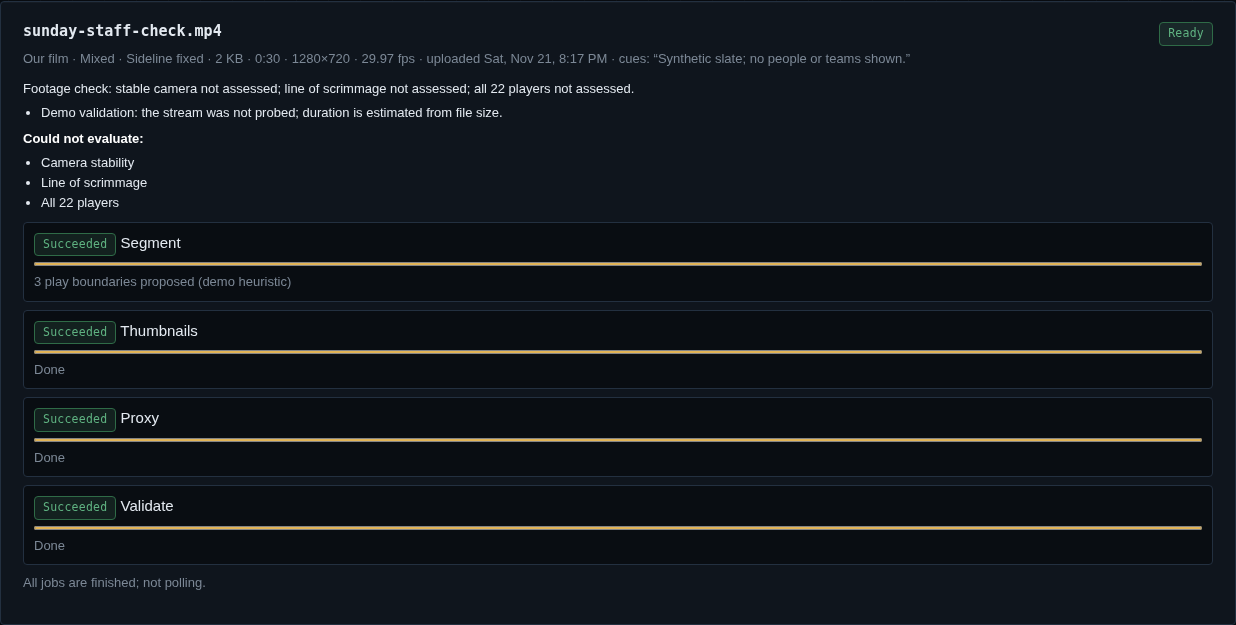 sunday-staff-check.mp4
Ready
Our film · Mixed · Sideline fixed · 2 KB · 0:30 · 1280×720 · 29.97 fps · uploaded Sat, Nov 21, 8:17 PM · cues: “Synthetic slate; no people or teams shown.”
Footage check: stable camera not assessed; line of scrimmage not assessed; all 22 players not assessed.
• Demo validation: the stream was not probed; duration is estimated from file size.
Could not evaluate:
• Camera stability
• Line of scrimmage
• All 22 players
Succeeded Segment
3 play boundaries proposed (demo heuristic)
Succeeded Thumbnails
Done
Succeeded Proxy
Done
Succeeded Validate
Done
All jobs are finished; not polling.